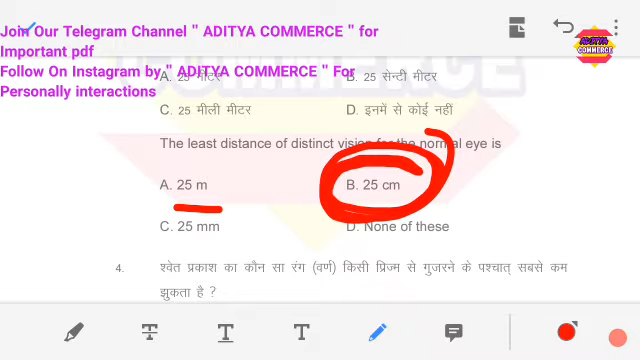 Join Our Telegram Channel " ADITYA COMMERCE " for
Important pdf
Follow On Instagram by " ADITYA COMMERCE " For
Personally interactions
ADITYA
COMMERCE
A. 25 मीटर
B. 25 सेन्टी मीटर
C. 25 मीली मीटर
D. इनमें से कोई नहीं
The least distance of distinct vision for the normal eye is
A. 25 m
B. 25 cm
C. 25 mm
D. None of these
4. श्वेत प्रकाश का कौन सा रंग (वर्ण) किसी प्रिज्म से गुजरने के पश्चात् सबसे कम
झुकता है ?
T
T
T